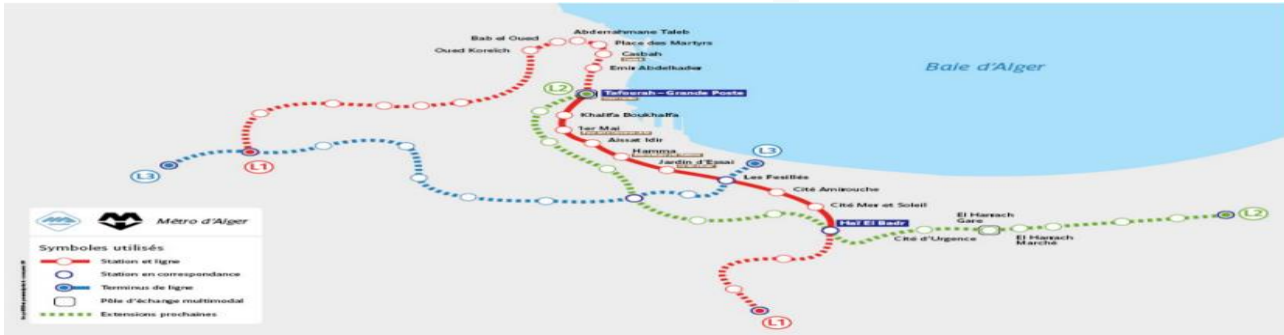 Abderrahmane Taleb
Bab el Oued
Place des Martyrs
Oued Koreïch
Casbah
Emir Abdelkader
Baie d'Alger
L2
Tafourah – Grande Poste
Khalifa Boukhalfa
1er Mai
Aissat Idir
Hamma
L3
Jardin d'Essai
L3
L1
Les Fusillés
Cité Amirouche
Cité Mer et Soleil
Haï El Badr
El Harrach
Gare
L2
Cité d'Urgence
El Harrach
Marché
L1
Métro d'Alger
Symboles utilisés
Station et ligne
Station en correspondance
Terminus de ligne
Pôle d'échange multimodal
Extensions prochaines